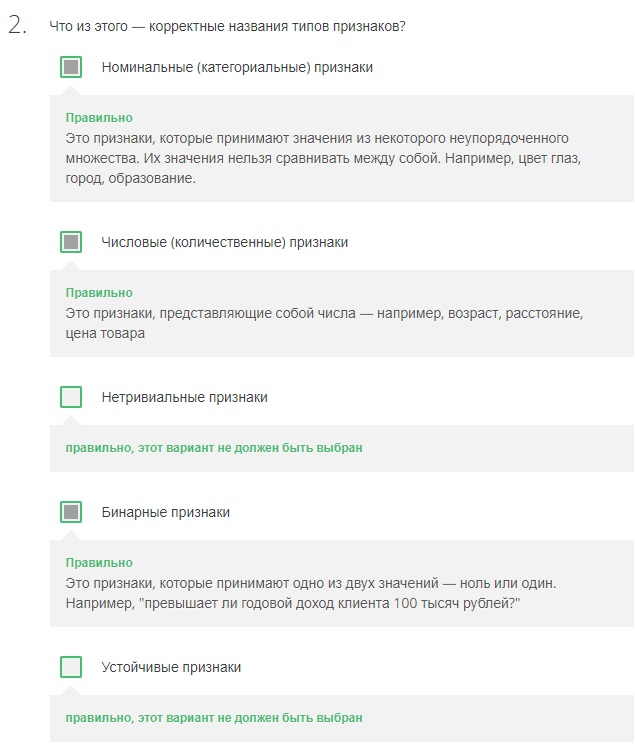 2. Что из этого — корректные названия типов признаков?
Номинальные (категориальные) признаки
Правильно
Это признаки, которые принимают значения из некоторого неупорядоченного
множества. Их значения нельзя сравнивать между собой. Например, цвет глаз,
город, образование.
Числовые (количественные) признаки
Правильно
Это признаки, представляющие собой числа — например, возраст, расстояние,
цена товара
Нетривиальные признаки
правильно, этот вариант не должен быть выбран
Бинарные признаки
Правильно
Это признаки, которые принимают одно из двух значений — ноль или один.
Например, "превышает ли годовой доход клиента 100 тысяч рублей?"
Устойчивые признаки
правильно, этот вариант не должен быть выбран